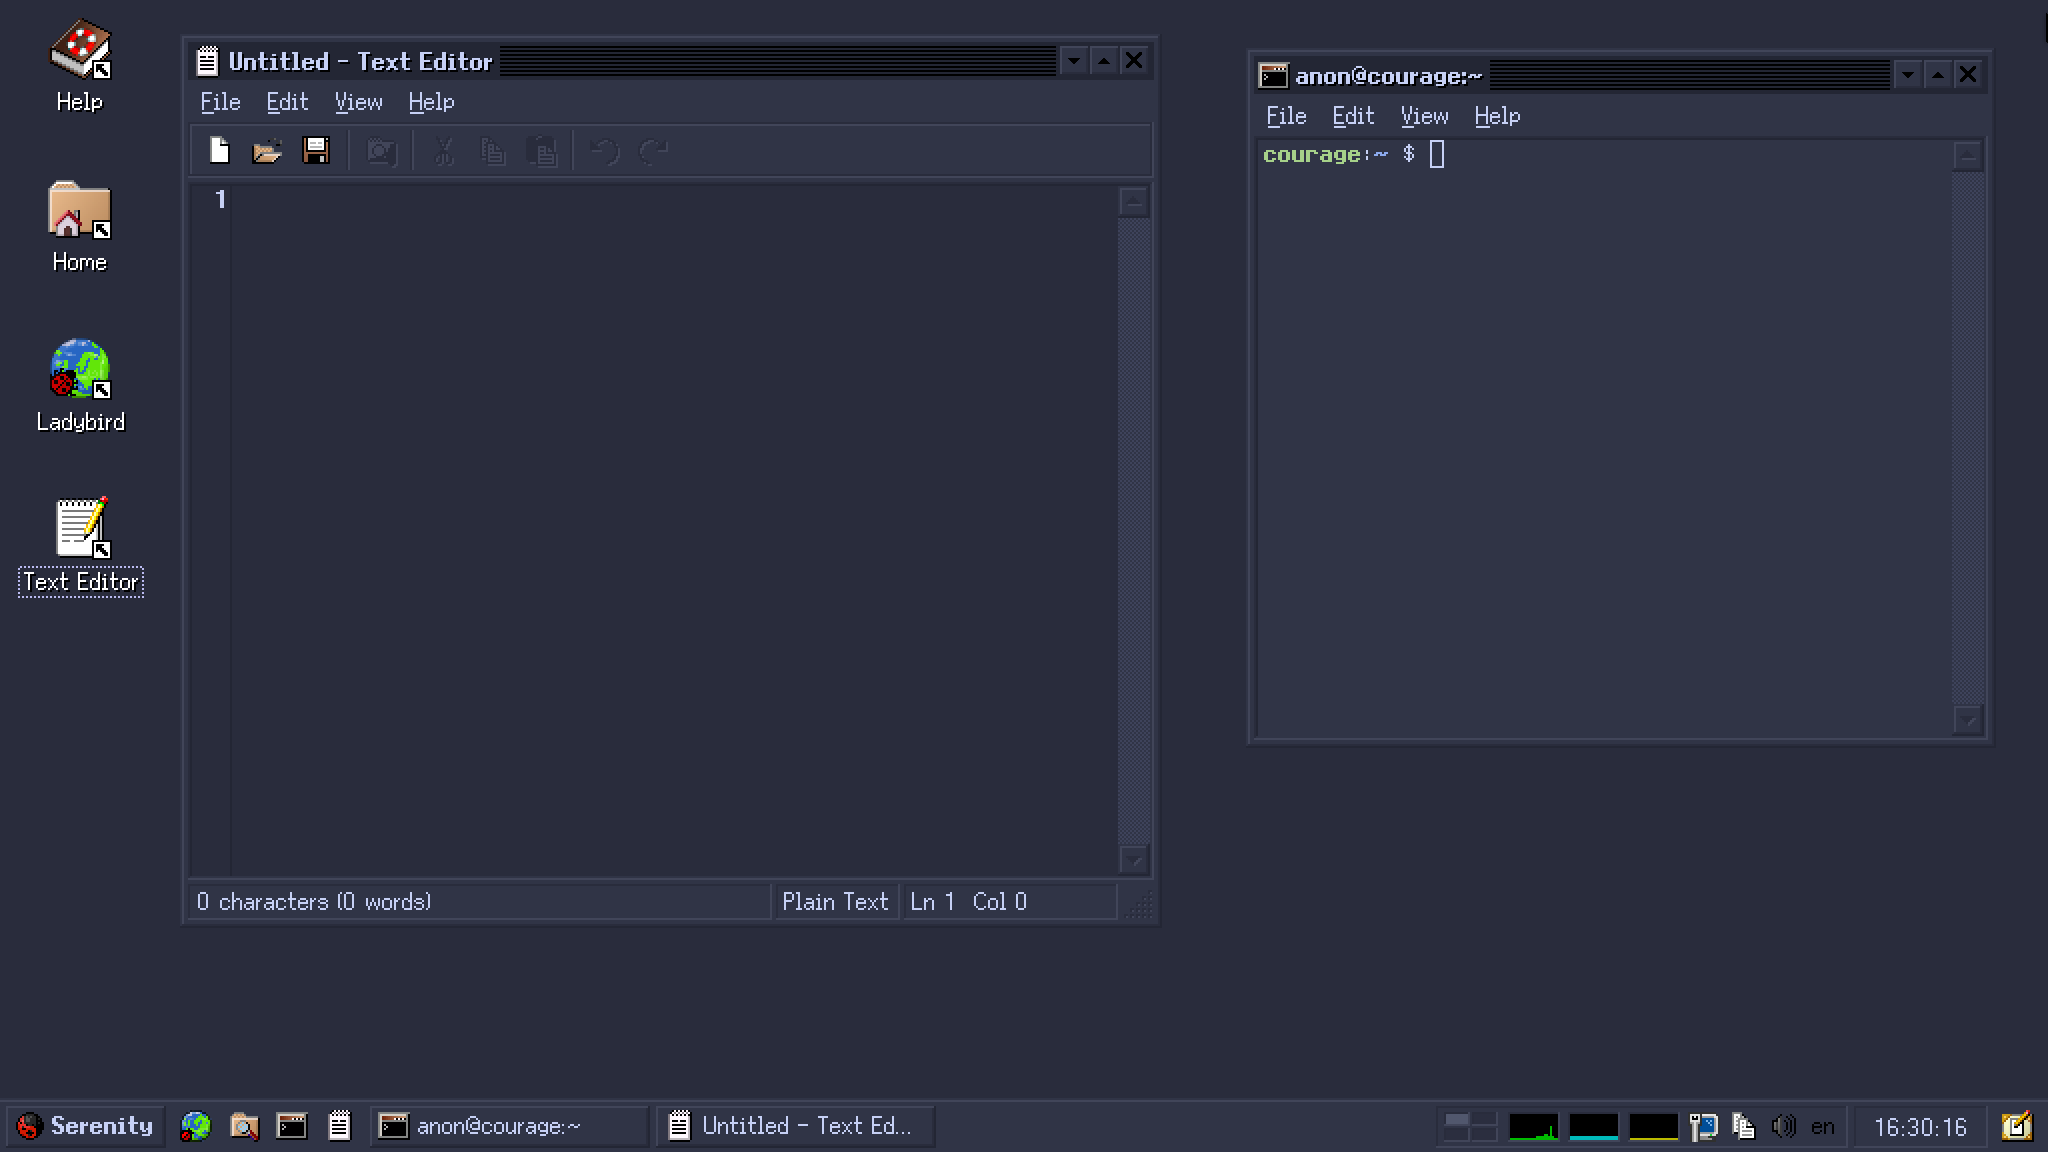 Help
Home
Ladybird
Text Editor
Untitled - Text Editor
File Edit View Help
1
0 characters (0 words)
Plain Text
Ln 1 Col 0
anon@courage:~
File Edit View Help
courage:~ $
Serenity
anon@courage:~
Untitled - Text Ed...
en
16:30:16